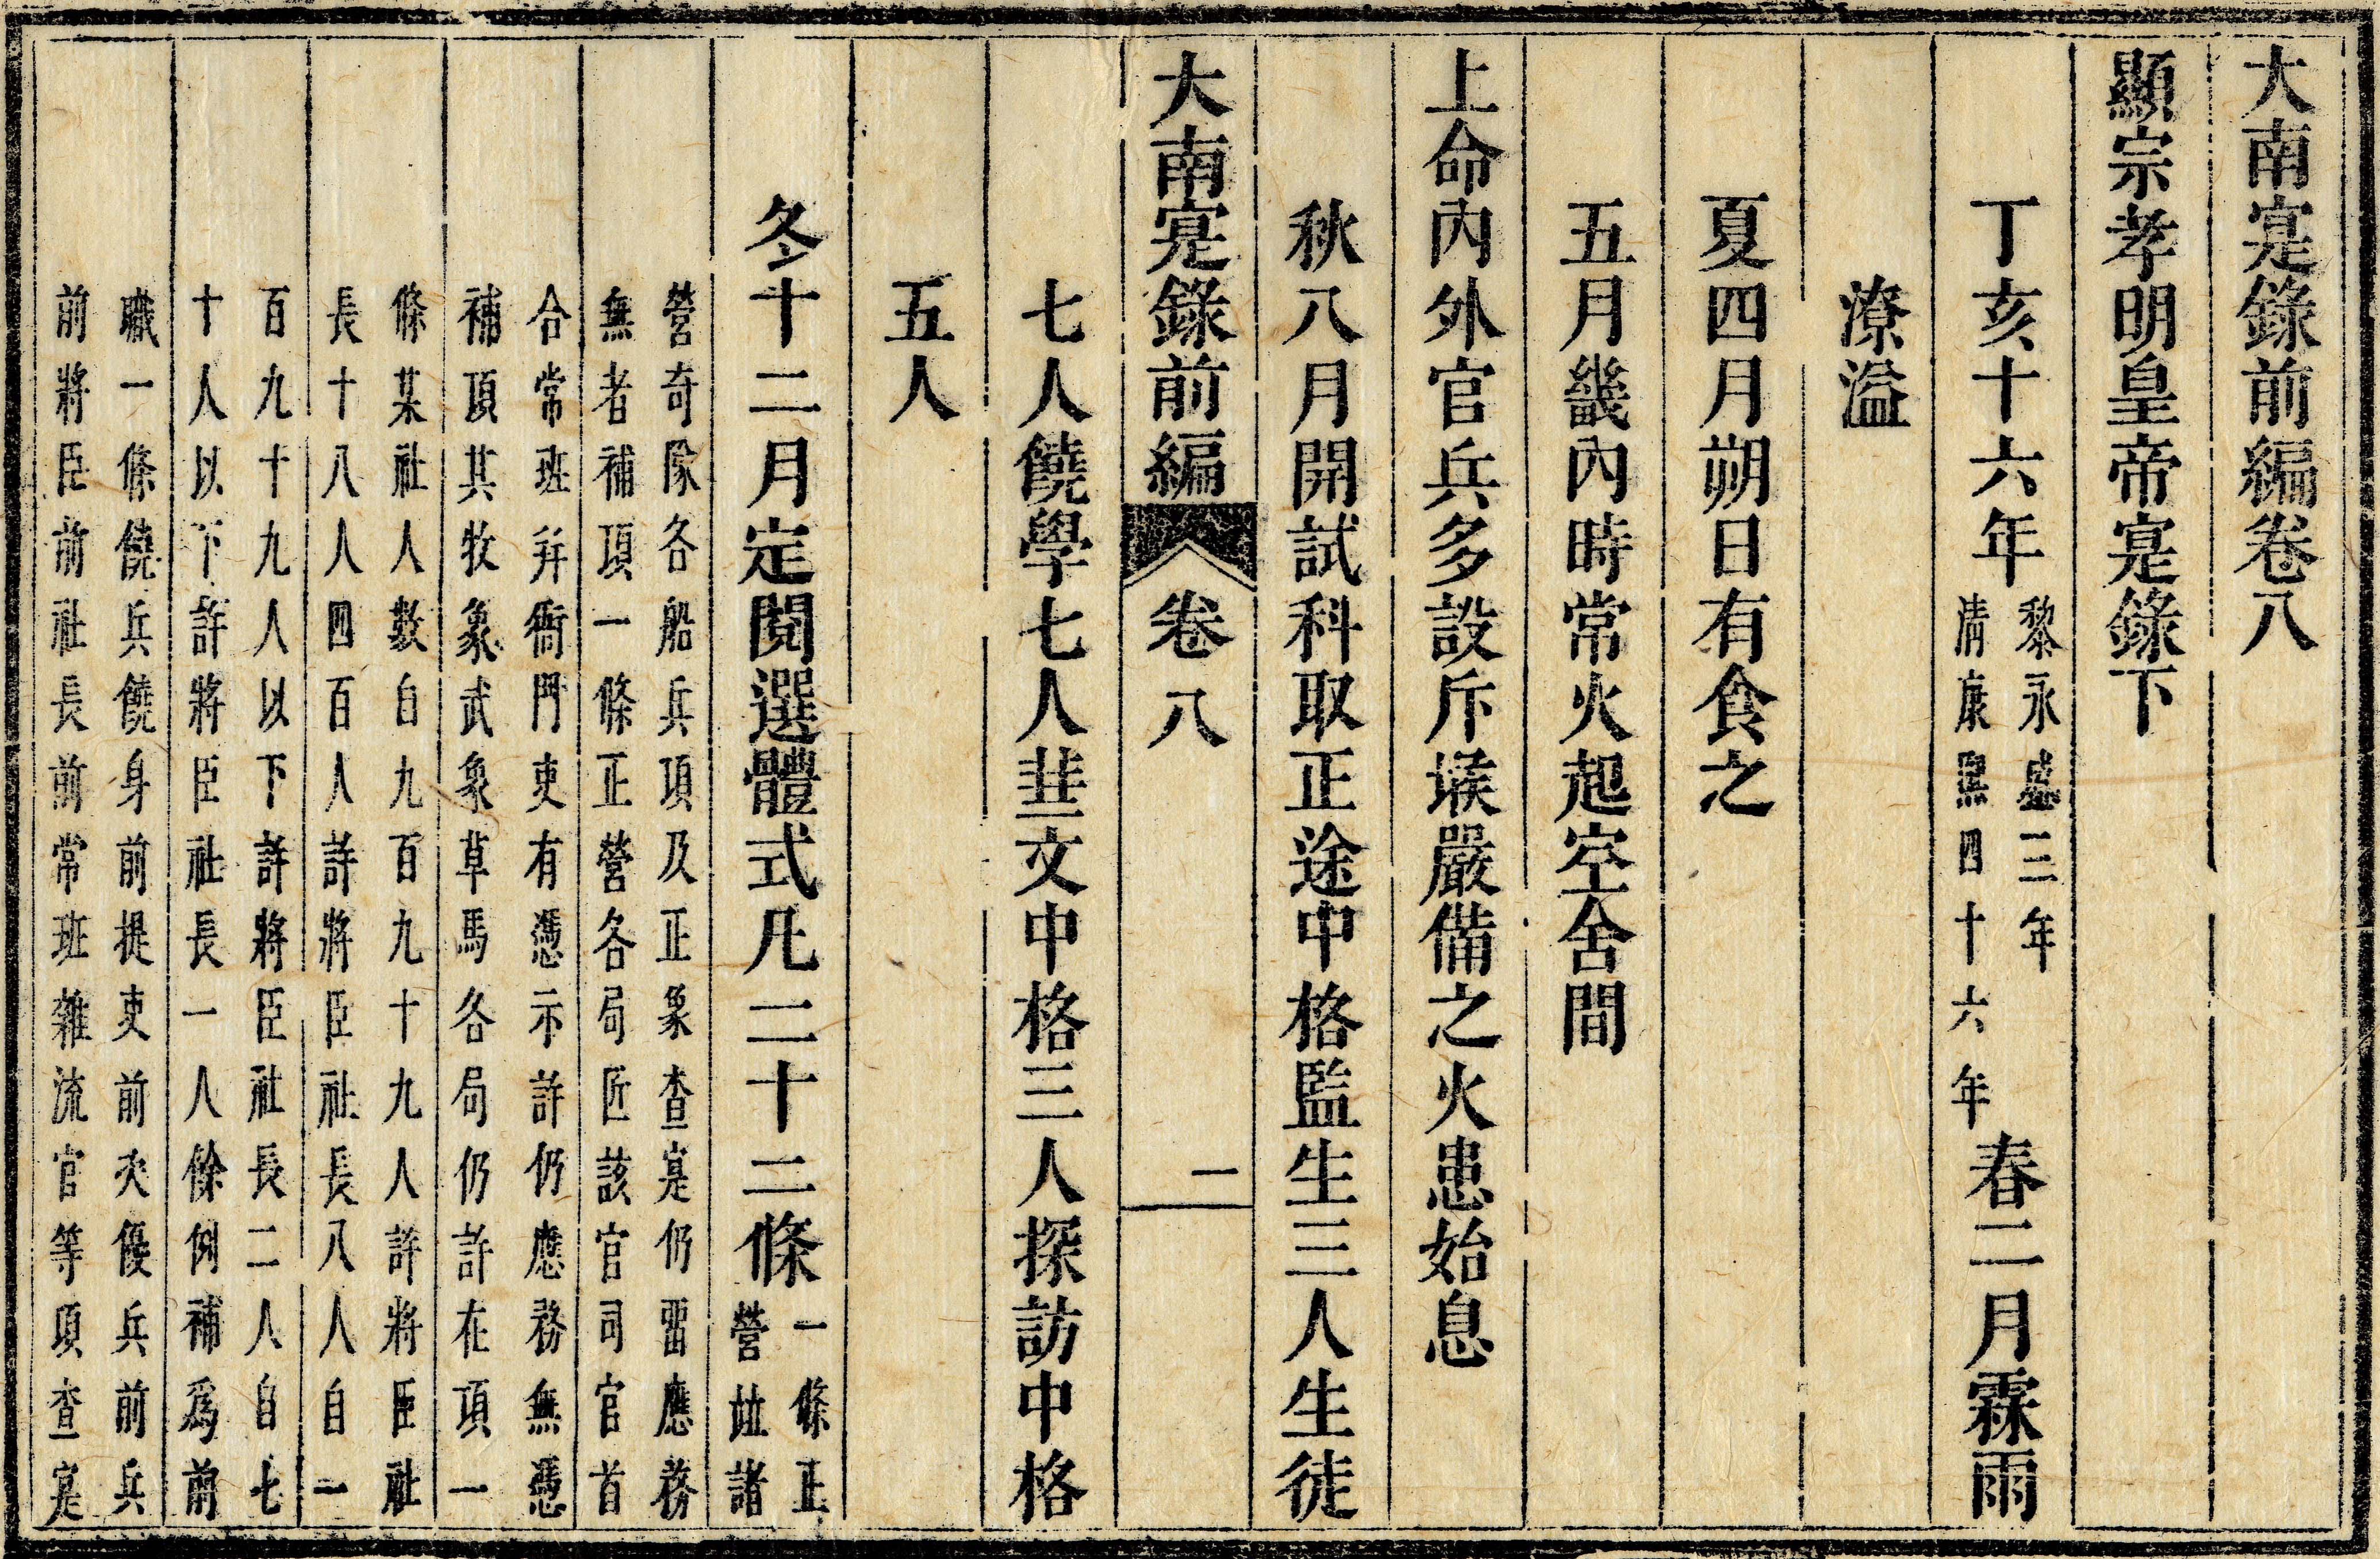 大南寔錄前編卷八
顯宗孝明皇帝寔錄下
丁亥十六年黎永盛三年清康熙四十六年春二月霖雨
潦溢
夏四月朔日有食之
五月畿內時常火起空舍間
上命內外官兵多設斥堠嚴備之火患始息
秋八月開試科取正途中格監生三人生徒
大南寔錄前編 卷八 一
七人饒學七人華文中格三人探訪中格
五人
冬十二月定閱選體式凡二十二條一條正營並諸
營奇隊各船兵項及正象查寔仍留應務
無者補項一條正營各局匠該官司官首
合常班并衙門吏有憑示許仍應務無憑
補項其牧象武象草馬各局仍許在項一
條某社人數自九百九十九人許將臣社
長十八人四百人許將臣社長八人自一
百九十九人以下許將臣社長二人自七
十人以下許將臣社長一人餘例補爲前
職一條饒兵饒身前提吏前次優兵前兵
前將臣前社長前常班雜流官等項查寔